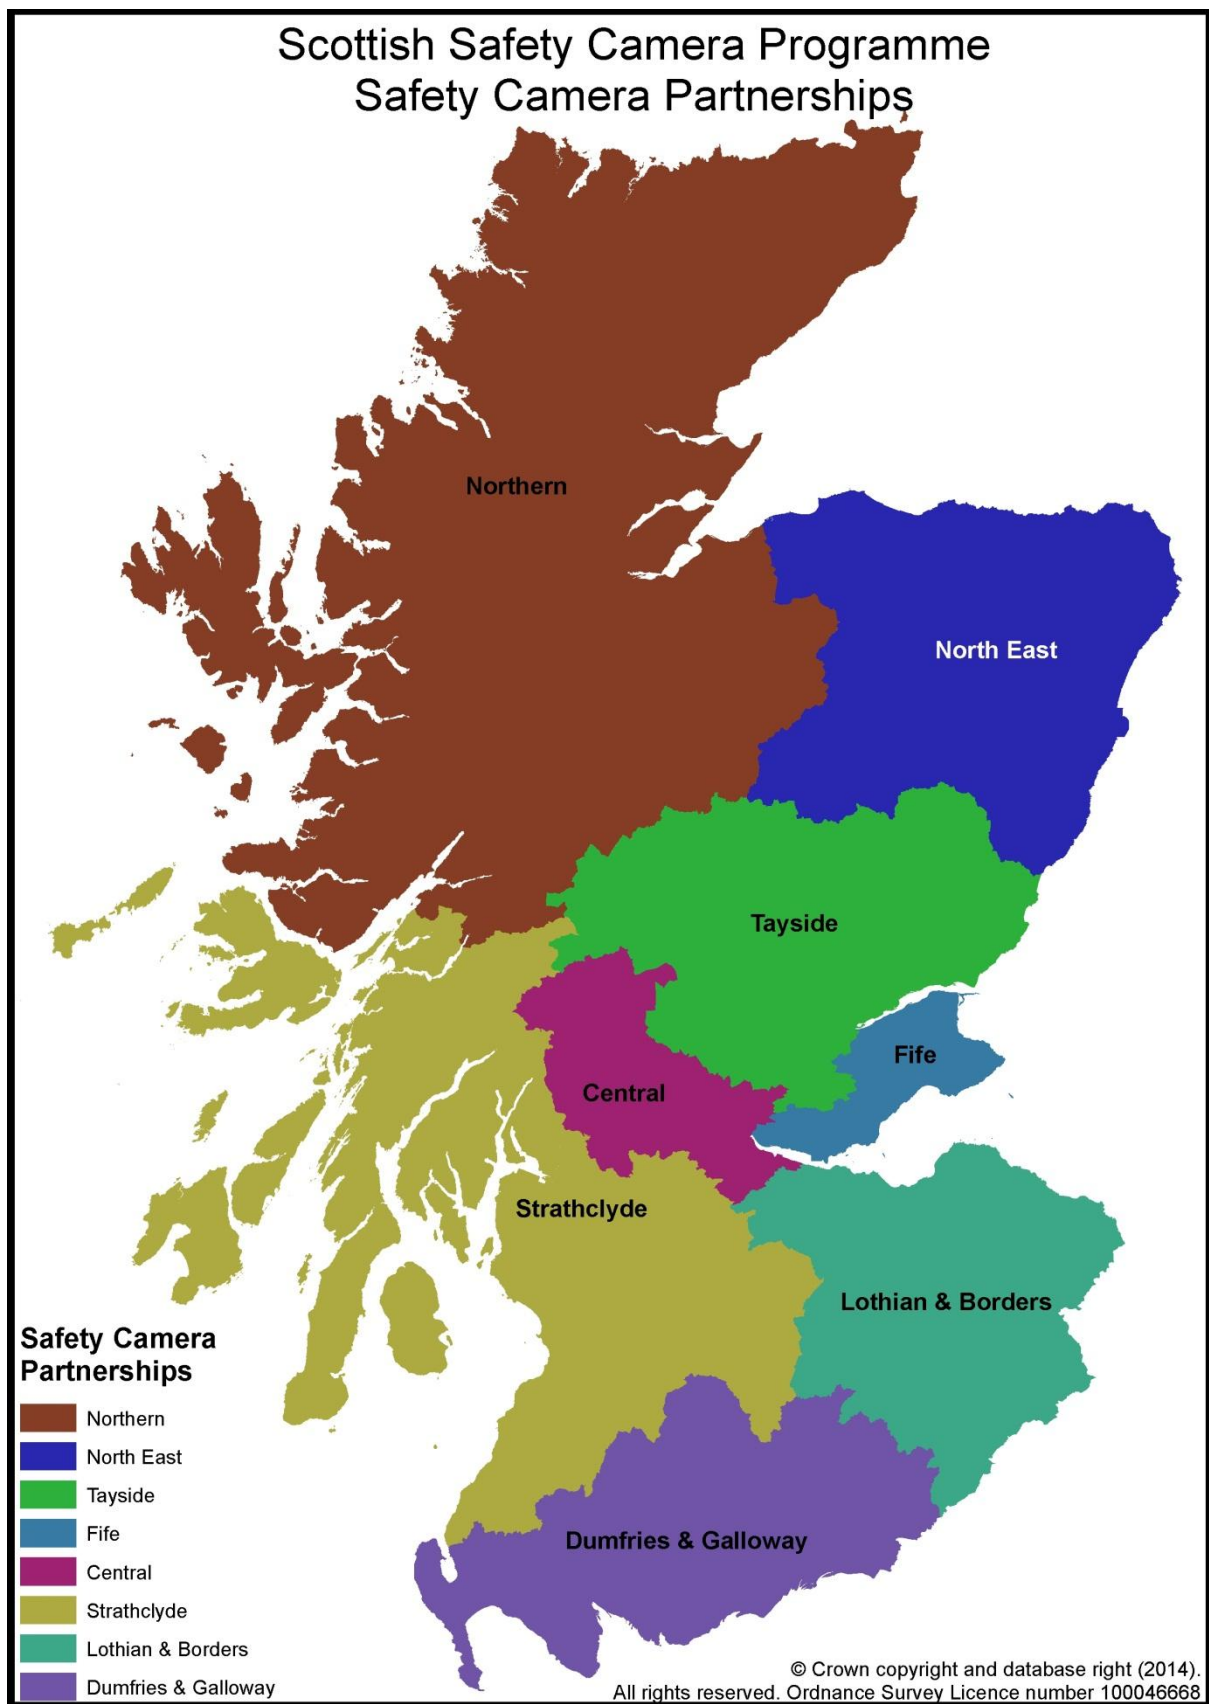 Scottish Safety Camera Programme
Safety Camera Partnerships
Northern
North East
Tayside
Fife
Central
Strathclyde
Lothian & Borders
Dumfries & Galloway
Safety Camera
Partnerships
Northern
North East
Tayside
Fife
Central
Strathclyde
Lothian & Borders
Dumfries & Galloway
© Crown copyright and database right (2014).
All rights reserved. Ordnance Survey Licence number 100046668